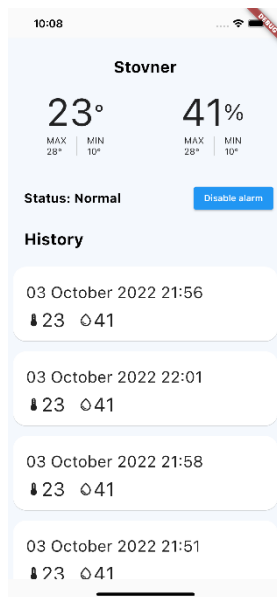 10:08
DEBUG
Stovner
23° 41%
MAX MIN MAX MIN
28° 10° 28° 10°
Status: Normal Disable alarm
History
03 October 2022 21:56
23 41
03 October 2022 22:01
23 41
03 October 2022 21:58
23 41
03 October 2022 21:51
23 41